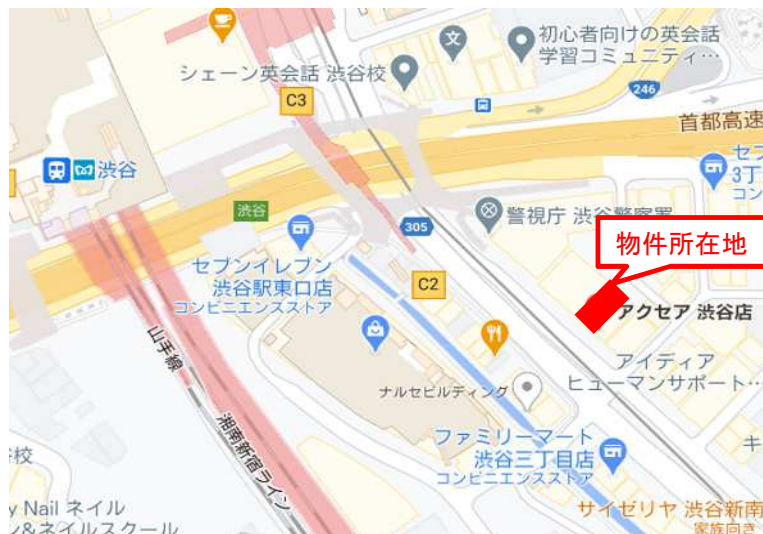 初心者向けの英会話
学習コミュニティ…
文
シェーン英会話 渋谷校
C3
246
首都高速
渋谷
セブ
3丁
コン
渋谷
305
警視庁 渋谷警察署
物件所在地
セブンイレブン
渋谷駅東口店
コンビニエンスストア
C2
アクセア 渋谷店
山手線
アイディア
ヒューマンサポート…
ナルセビルディング
湘南新宿ライン
ファミリーマート
渋谷三丁目店
コンビニエンスストア
キ
校
y Nail ネイル
ン&ネイルスクール
サイゼリヤ 渋谷新南
家族向き